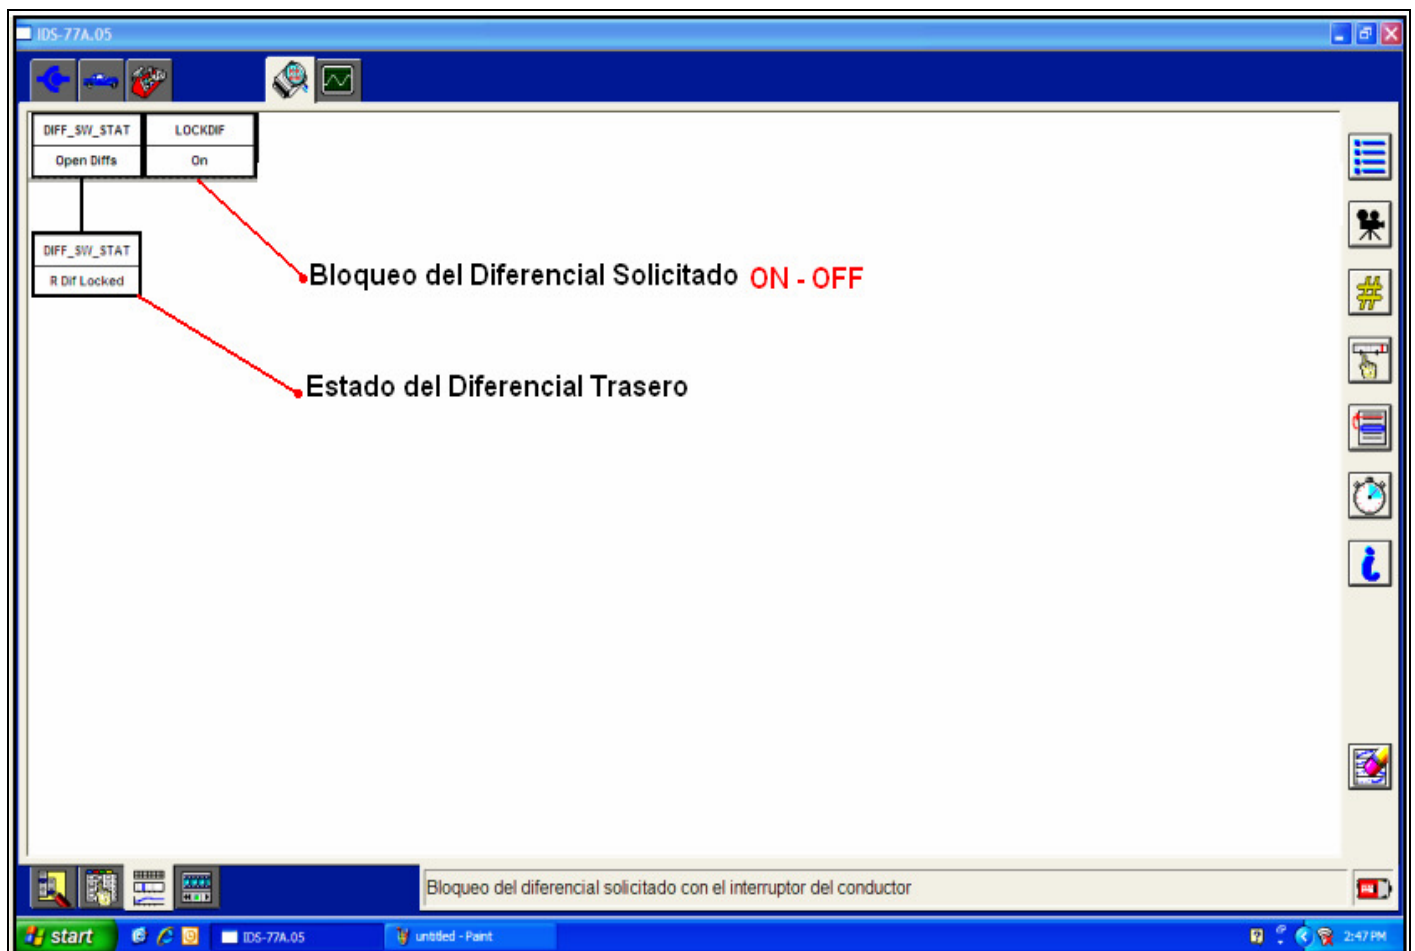 IDS-77A.05
DIFF_SW_STAT LOCKDIF
Open Diffs On
DIFF_SW_STAT
R Dif Locked
Bloqueo del Diferencial Solicitado ON - OFF
Estado del Diferencial Trasero
Bloqueo del diferencial solicitado con el interruptor del conductor
start IDS-77A.05 untitled - Paint 2:47 PM